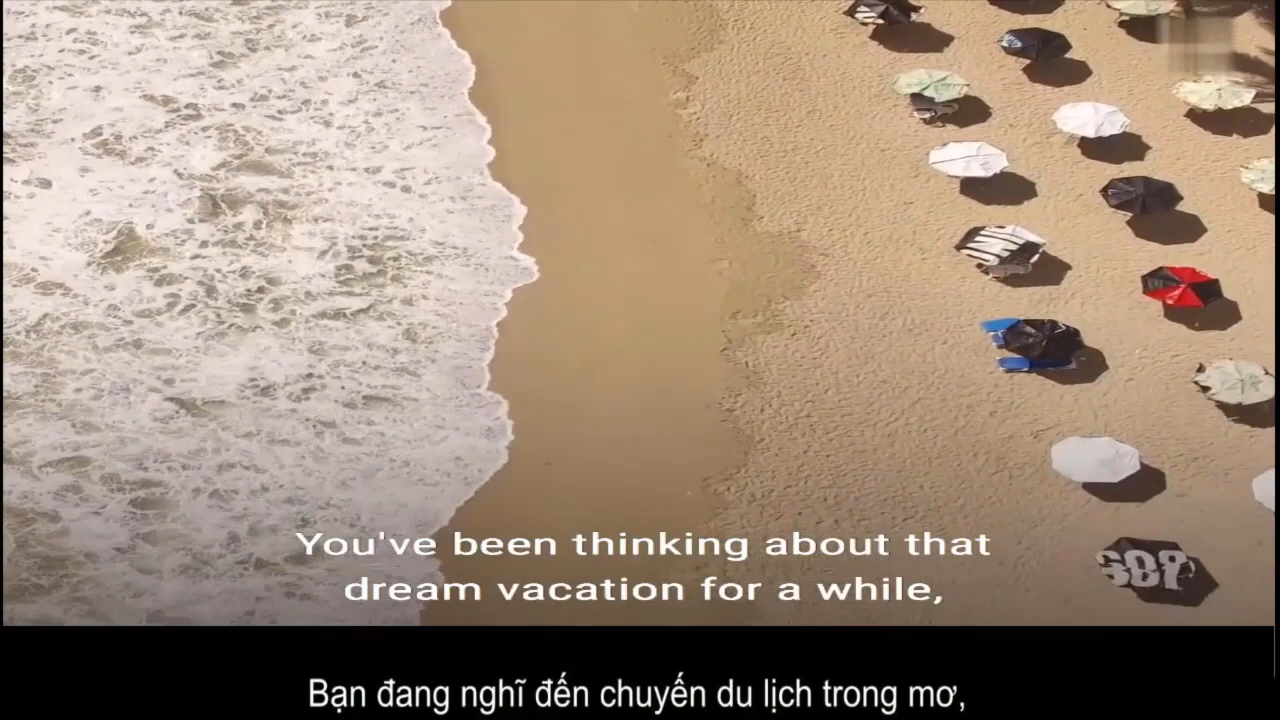 You've been thinking about that
dream vacation for a while,
Bạn đang nghĩ đến chuyến du lịch trong mơ,